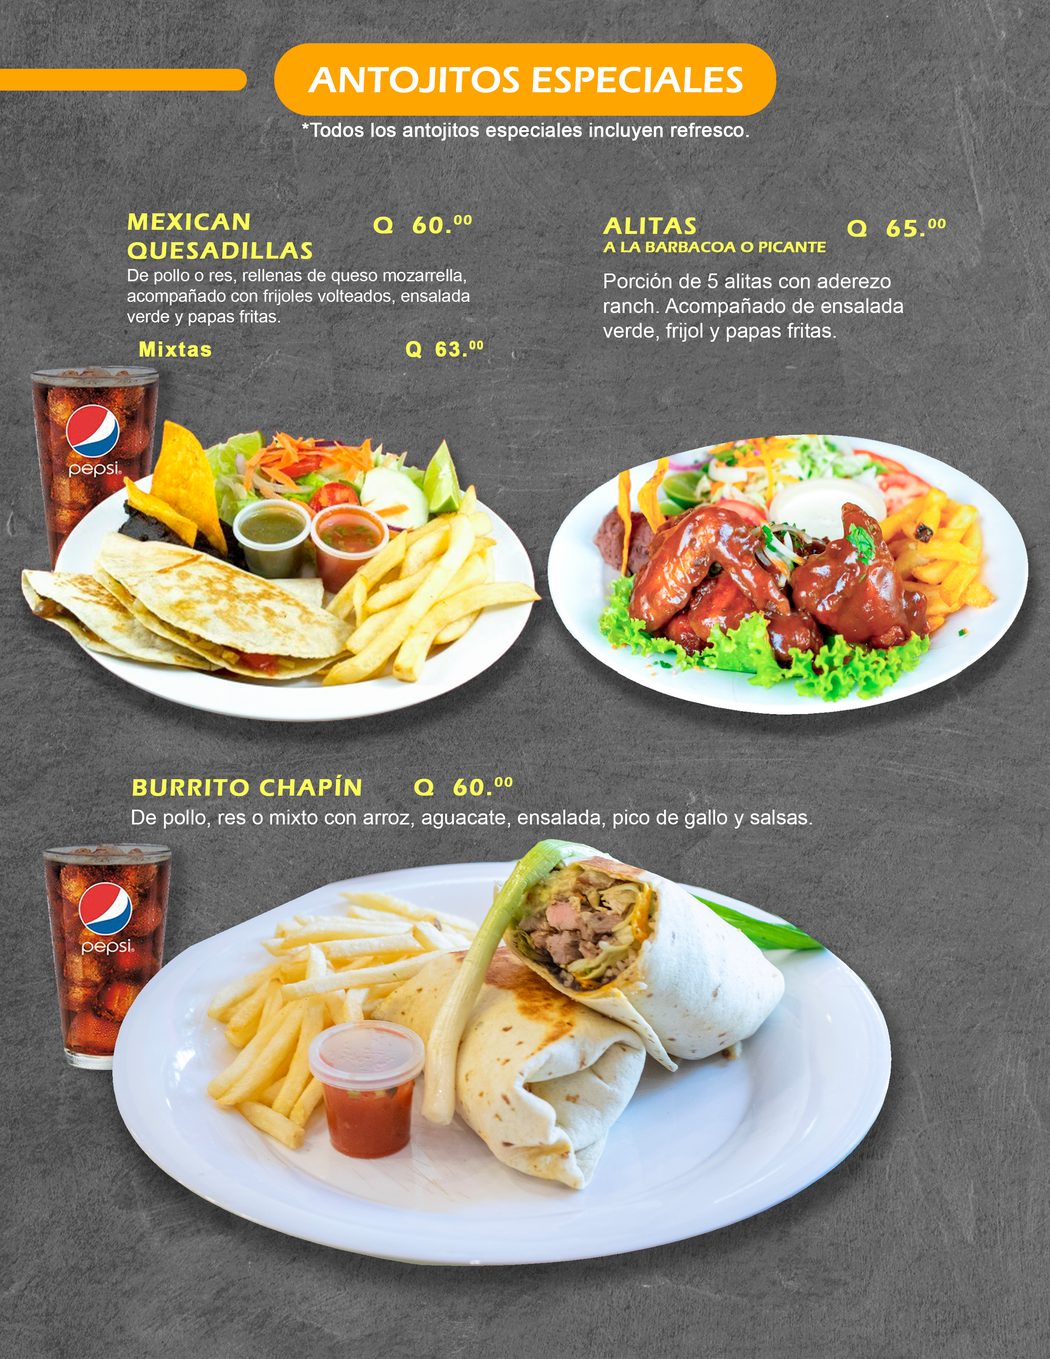 ANTOJITOS ESPECIALES
*Todos los antojitos especiales incluyen refresco.
MEXICAN QUESADILLAS Q 60.00
De pollo o res, rellenas de queso mozarrella,
acompañado con frijoles volteados, ensalada
verde y papas fritas.
Mixtas Q 63.00
ALITAS Q 65.00
A LA BARBACOA O PICANTE
Porción de 5 alitas con aderezo
ranch. Acompañado de ensalada
verde, frijol y papas fritas.
pepsi
BURRITO CHAPÍN Q 60.00
De pollo, res o mixto con arroz, aguacate, ensalada, pico de gallo y salsas.
pepsi